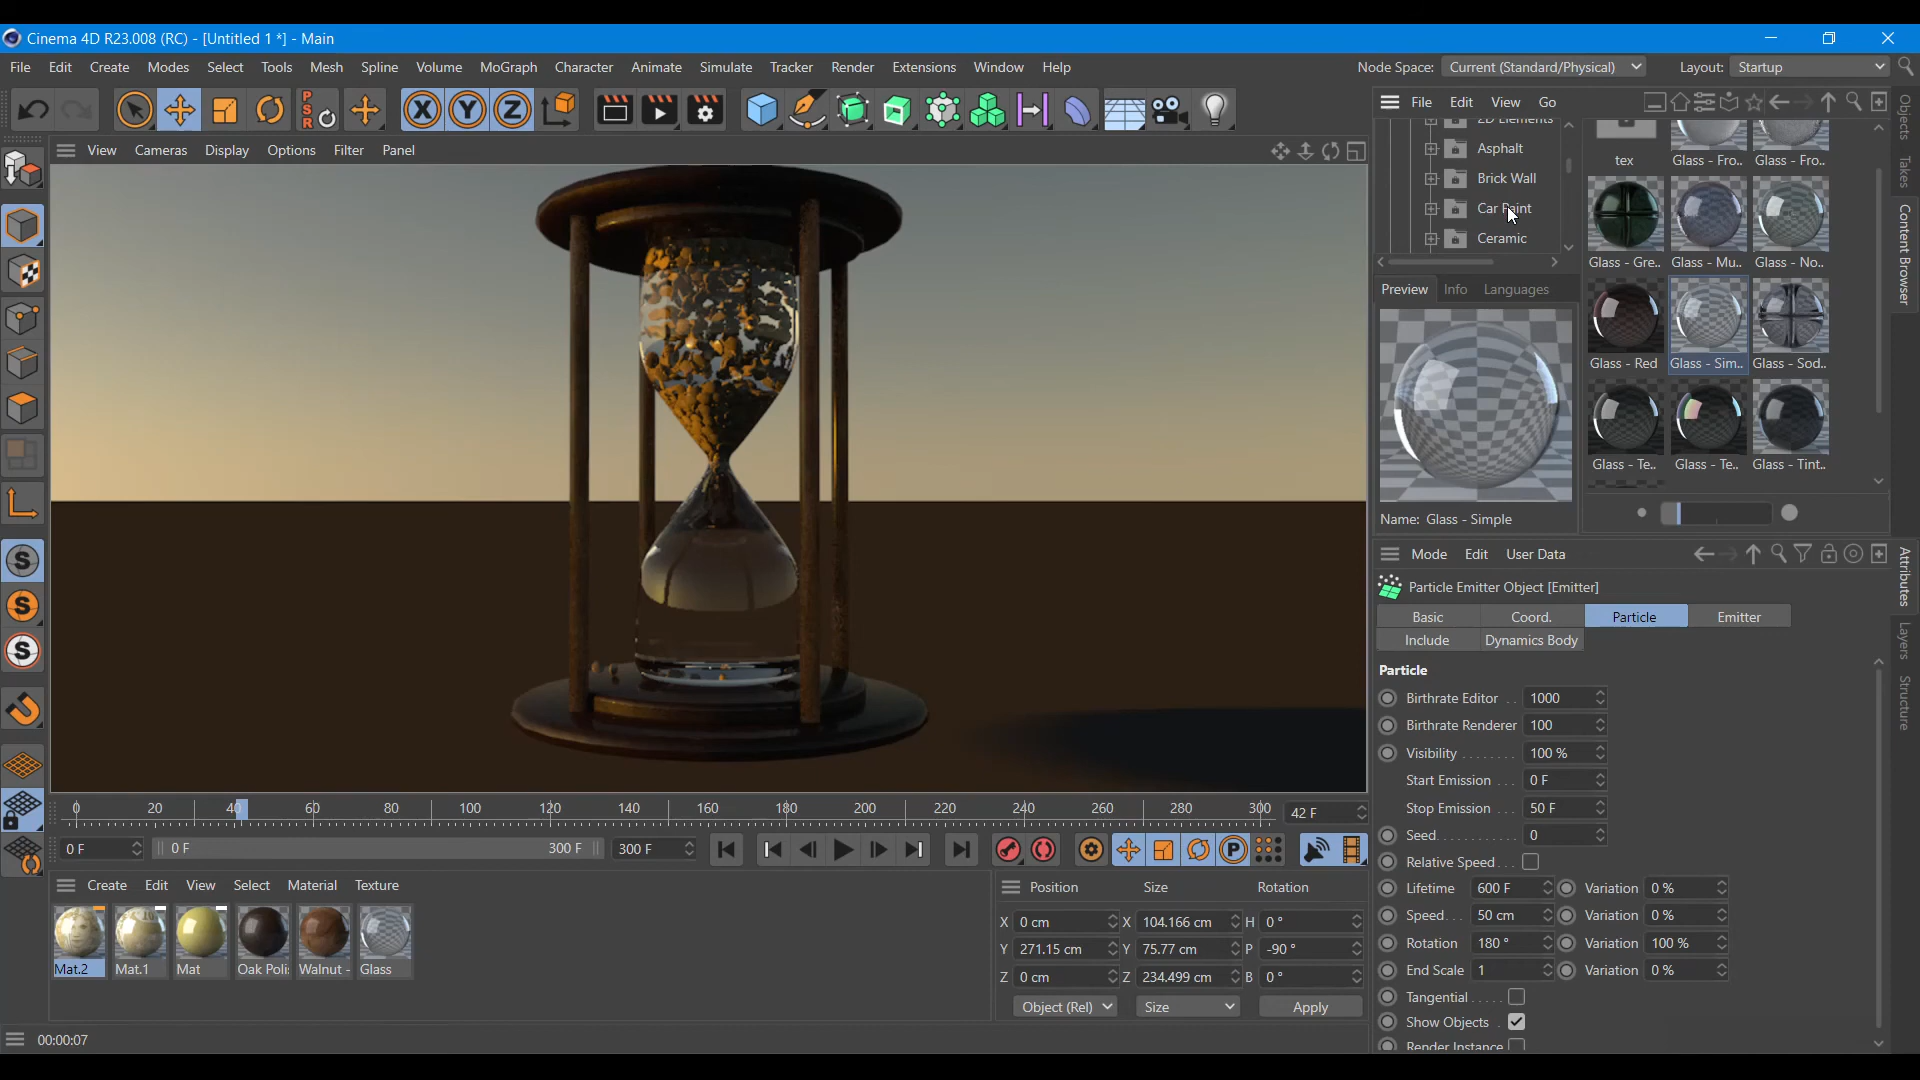 Cinema 4D R23.008 (RC) - [Untitled 1 *] - Main
File Edit Create Modes Select Tools Mesh Spline Volume MoGraph Character Animate Simulate Tracker Render Extensions Window Help
Node Space: Current (Standard/Physical) Layout: Startup
File Edit View Go
View Cameras Display Options Filter Panel
2D Elements
Asphalt
Brick Wall
Car Paint
Ceramic
tex Glass - Fro.. Glass - Fro..
Glass - Gre.. Glass - Mu.. Glass - No..
Glass - Red Glass - Sim.. Glass - Sod..
Glass - Te.. Glass - Te.. Glass - Tint..
Preview Info Languages
Name: Glass - Simple
Objects
Takes
Content Browser
Mode Edit User Data
Particle Emitter Object [Emitter]
Basic Coord. Particle Emitter
Include Dynamics Body
Particle
Birthrate Editor . . 1000
Birthrate Renderer 100
Visibility . . . . . . . . 100 %
Start Emission . . . 0 F
Stop Emission . . . 50 F
Seed. . . . . . . . . . . 0
Relative Speed . . .
Lifetime 600 F Variation 0 %
Speed. . . 50 cm Variation 0 %
Rotation 180 ° Variation 100 %
End Scale 1 Variation 0 %
Tangential . . . . .
Show Objects .
Render Instance
Attributes
Layers
Structure
0 20 40 60 80 100 120 140 160 180 200 220 240 260 280 300 42 F
0 F 0 F 300 F 300 F
Create Edit View Select Material Texture
Mat.2 Mat.1 Mat Oak Poli: Walnut - Glass
Position Size Rotation
X 0 cm X 104.166 cm H 0 °
Y 271.15 cm Y 75.77 cm P -90 °
Z 0 cm Z 234.499 cm B 0 °
Object (Rel) Size Apply
00:00:07